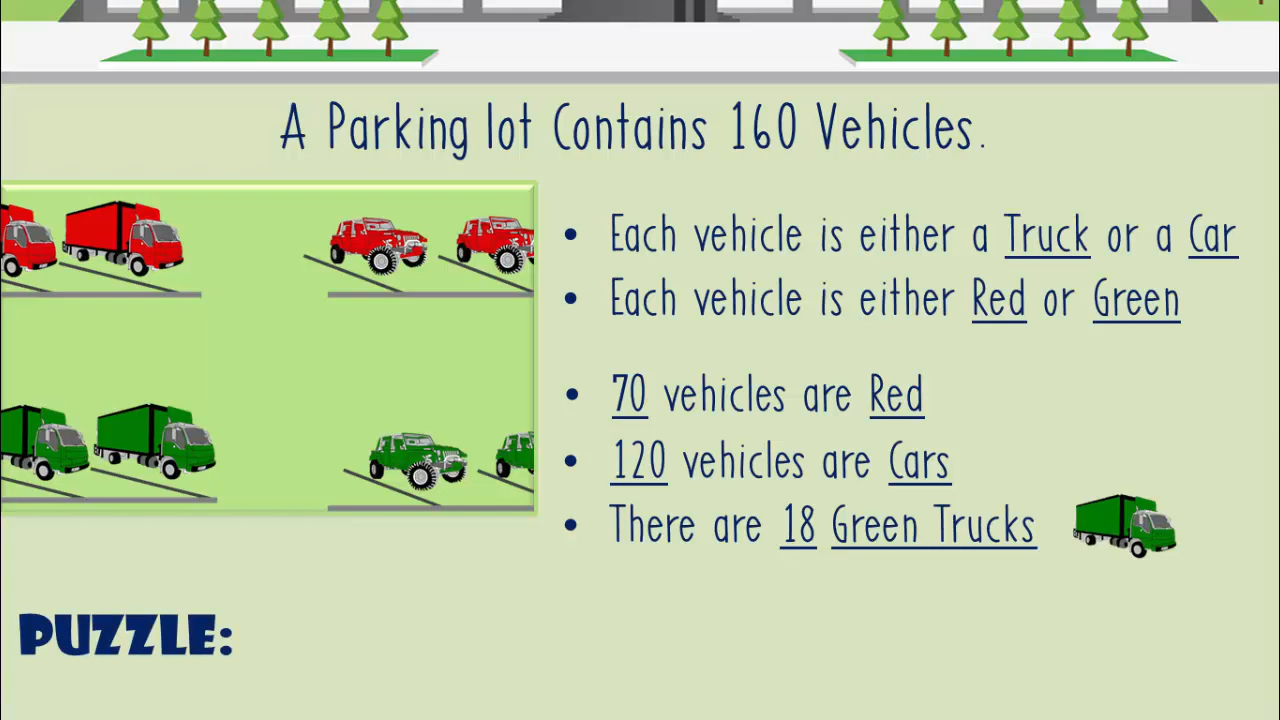 A Parking lot Contains 160 Vehicles.
• Each vehicle is either a Truck or a Car
• Each vehicle is either Red or Green
• 70 vehicles are Red
• 120 vehicles are Cars
• There are 18 Green Trucks
PUZZLE: